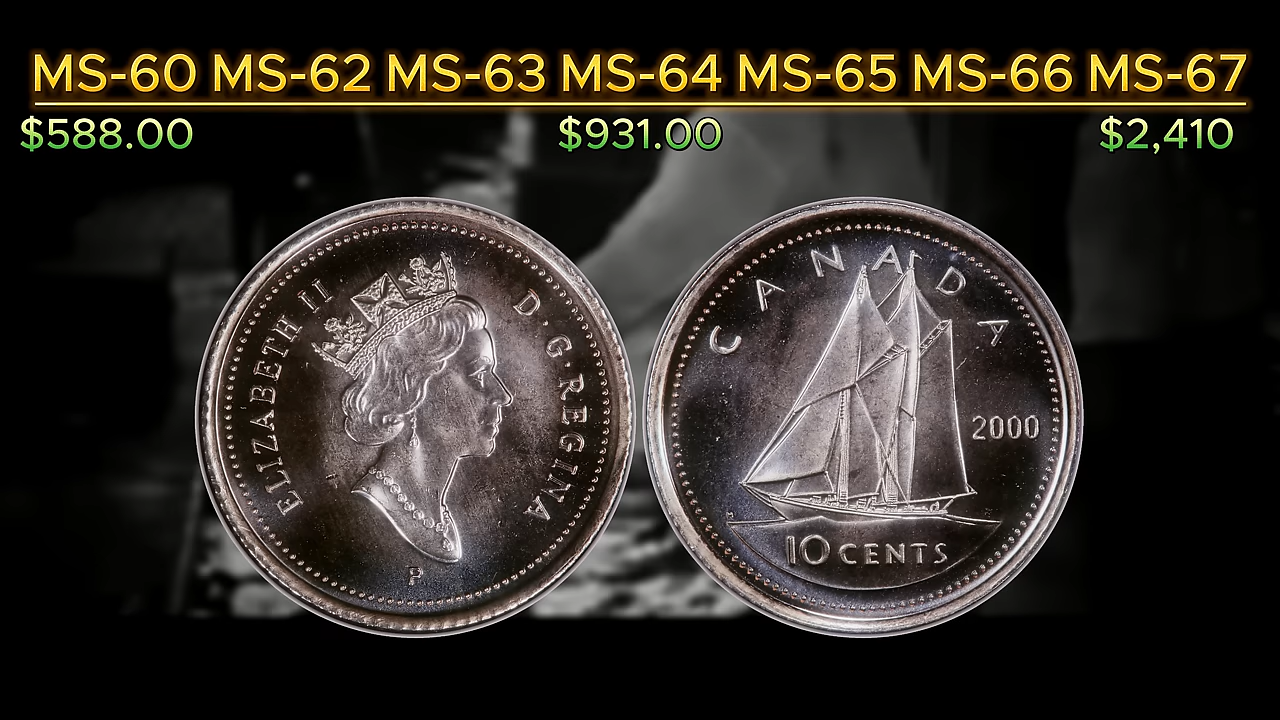 MS-60 MS-62 MS-63 MS-64 MS-65 MS-66 MS-67
$588.00 $931.00 $2,410
ELIZABETH II D·G·REGINA
P
CANADA
2000
10 CENTS